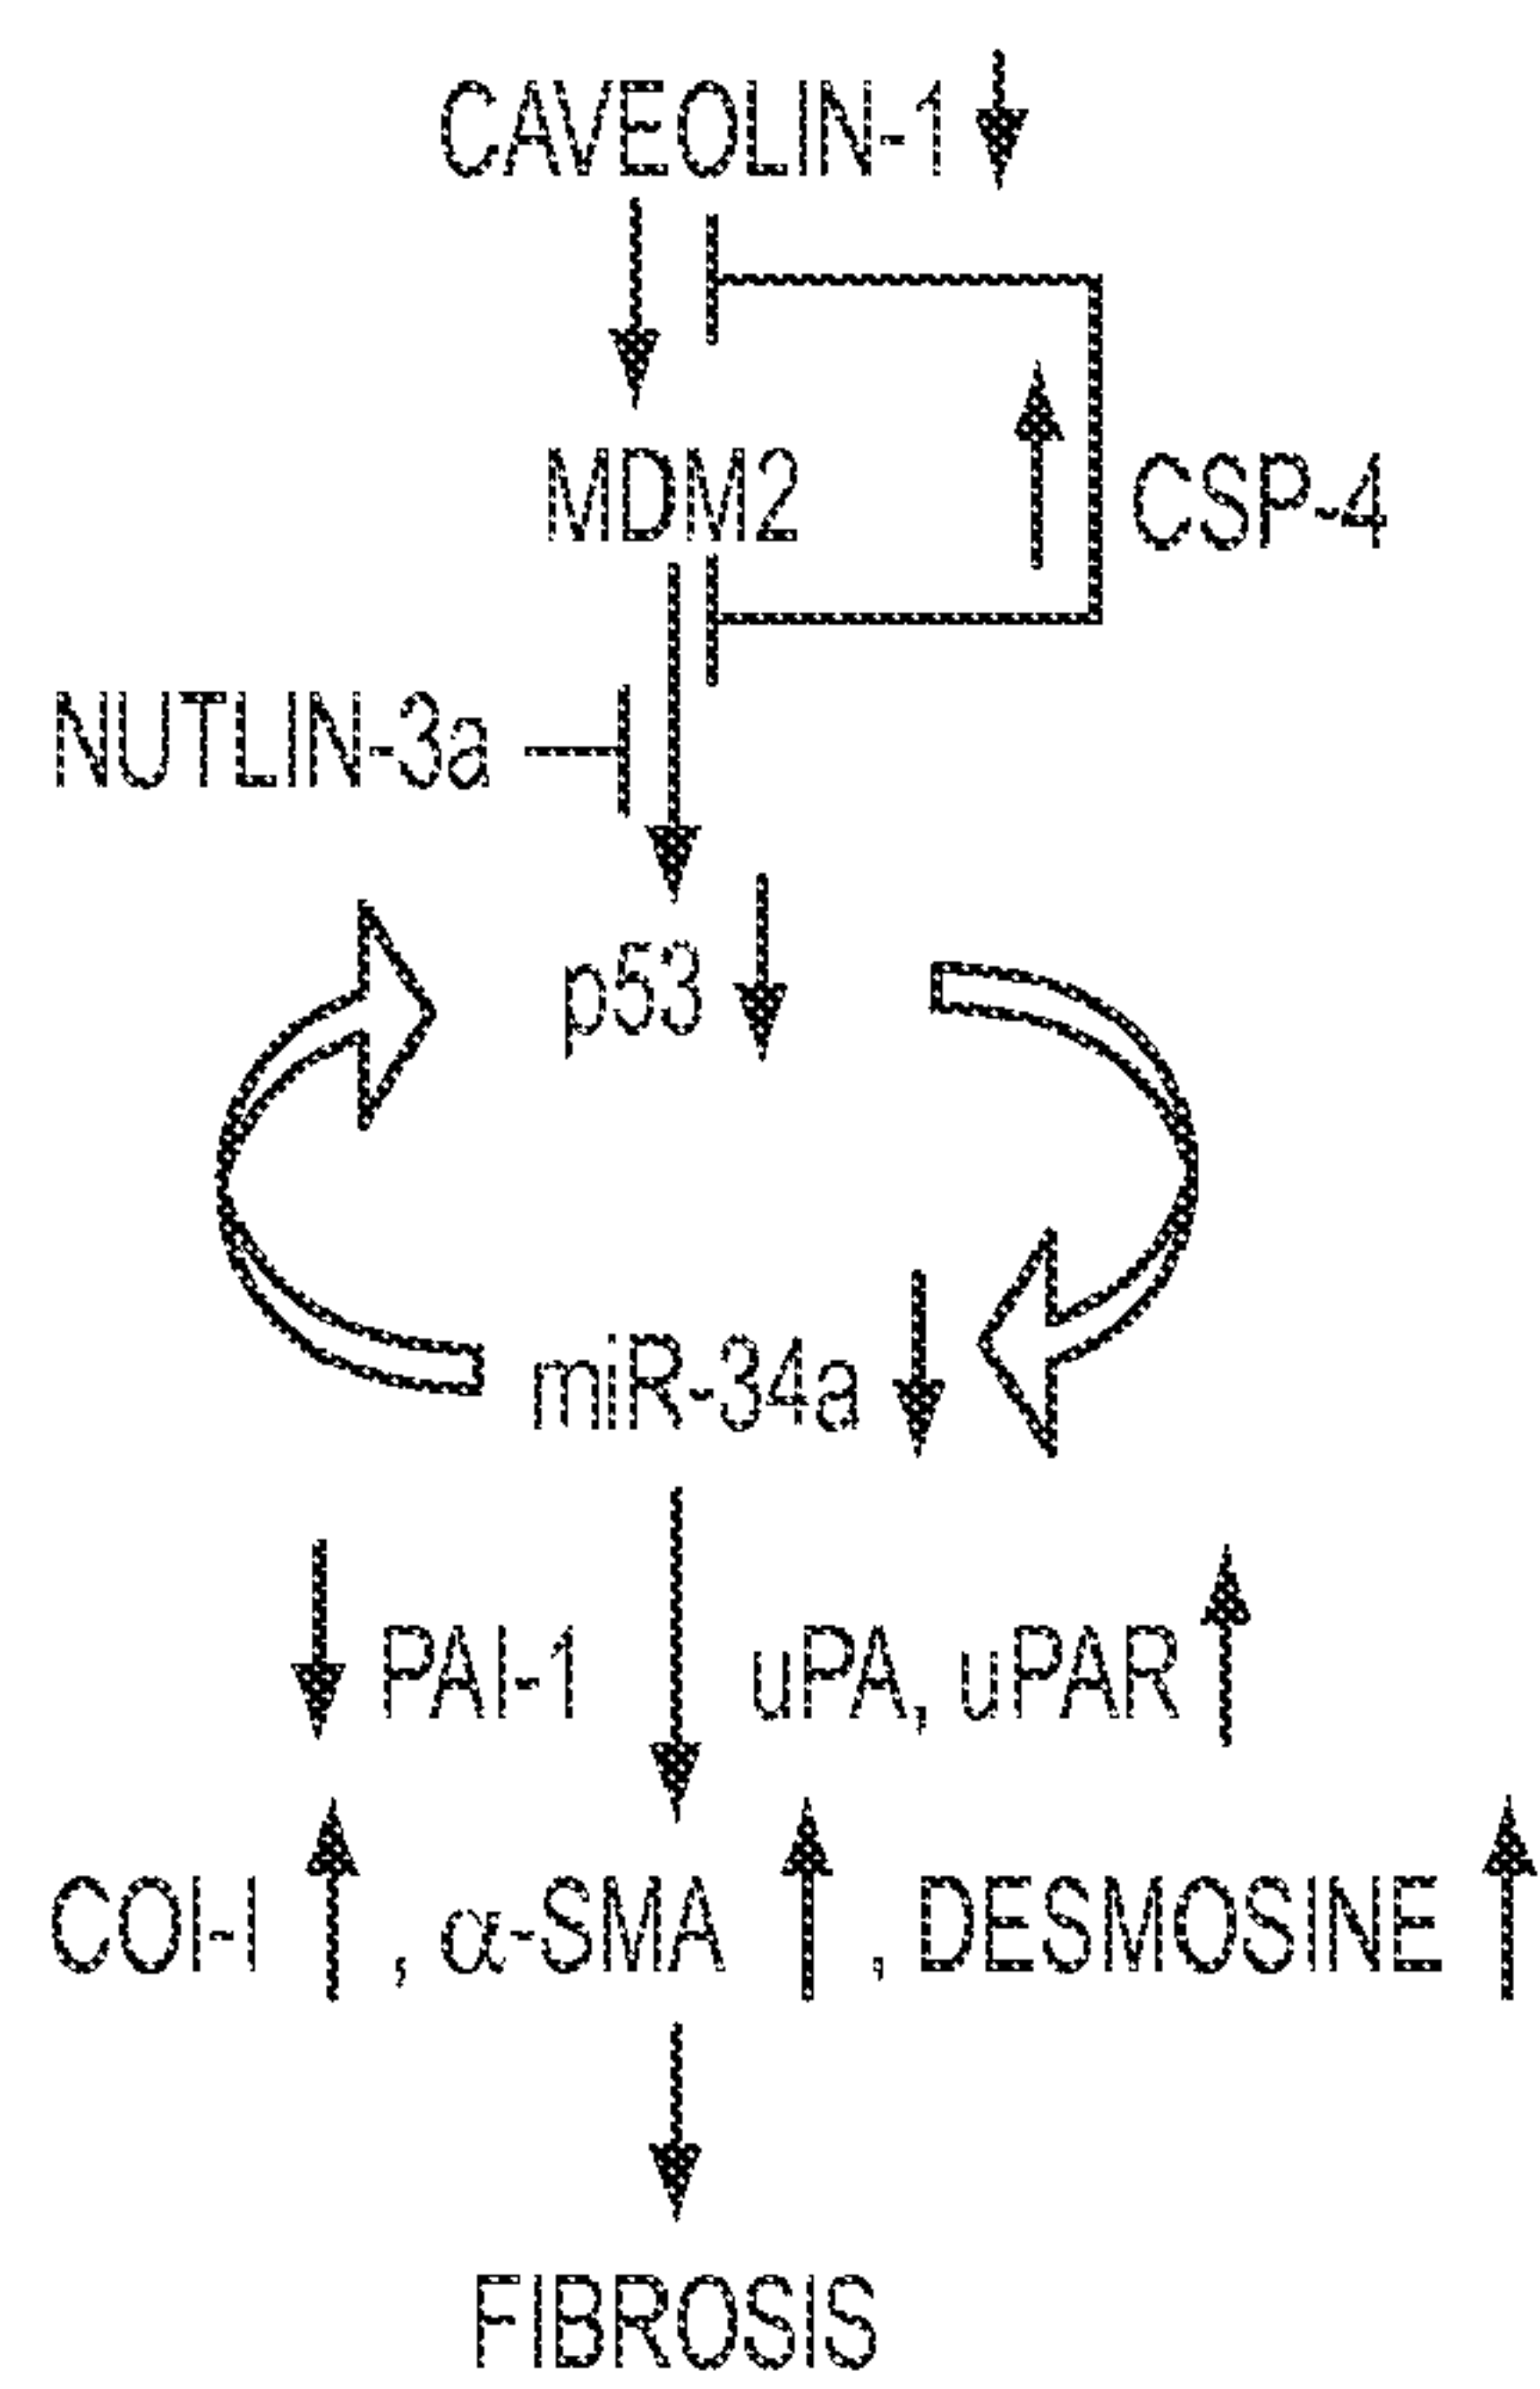 CAVEOLIN-1
MDM2
CSP-4
NUTLIN-3a
p53
miR-34a
PAI-1
uPA, uPAR
COI-I , α-SMA , DESMOSINE
FIBROSIS